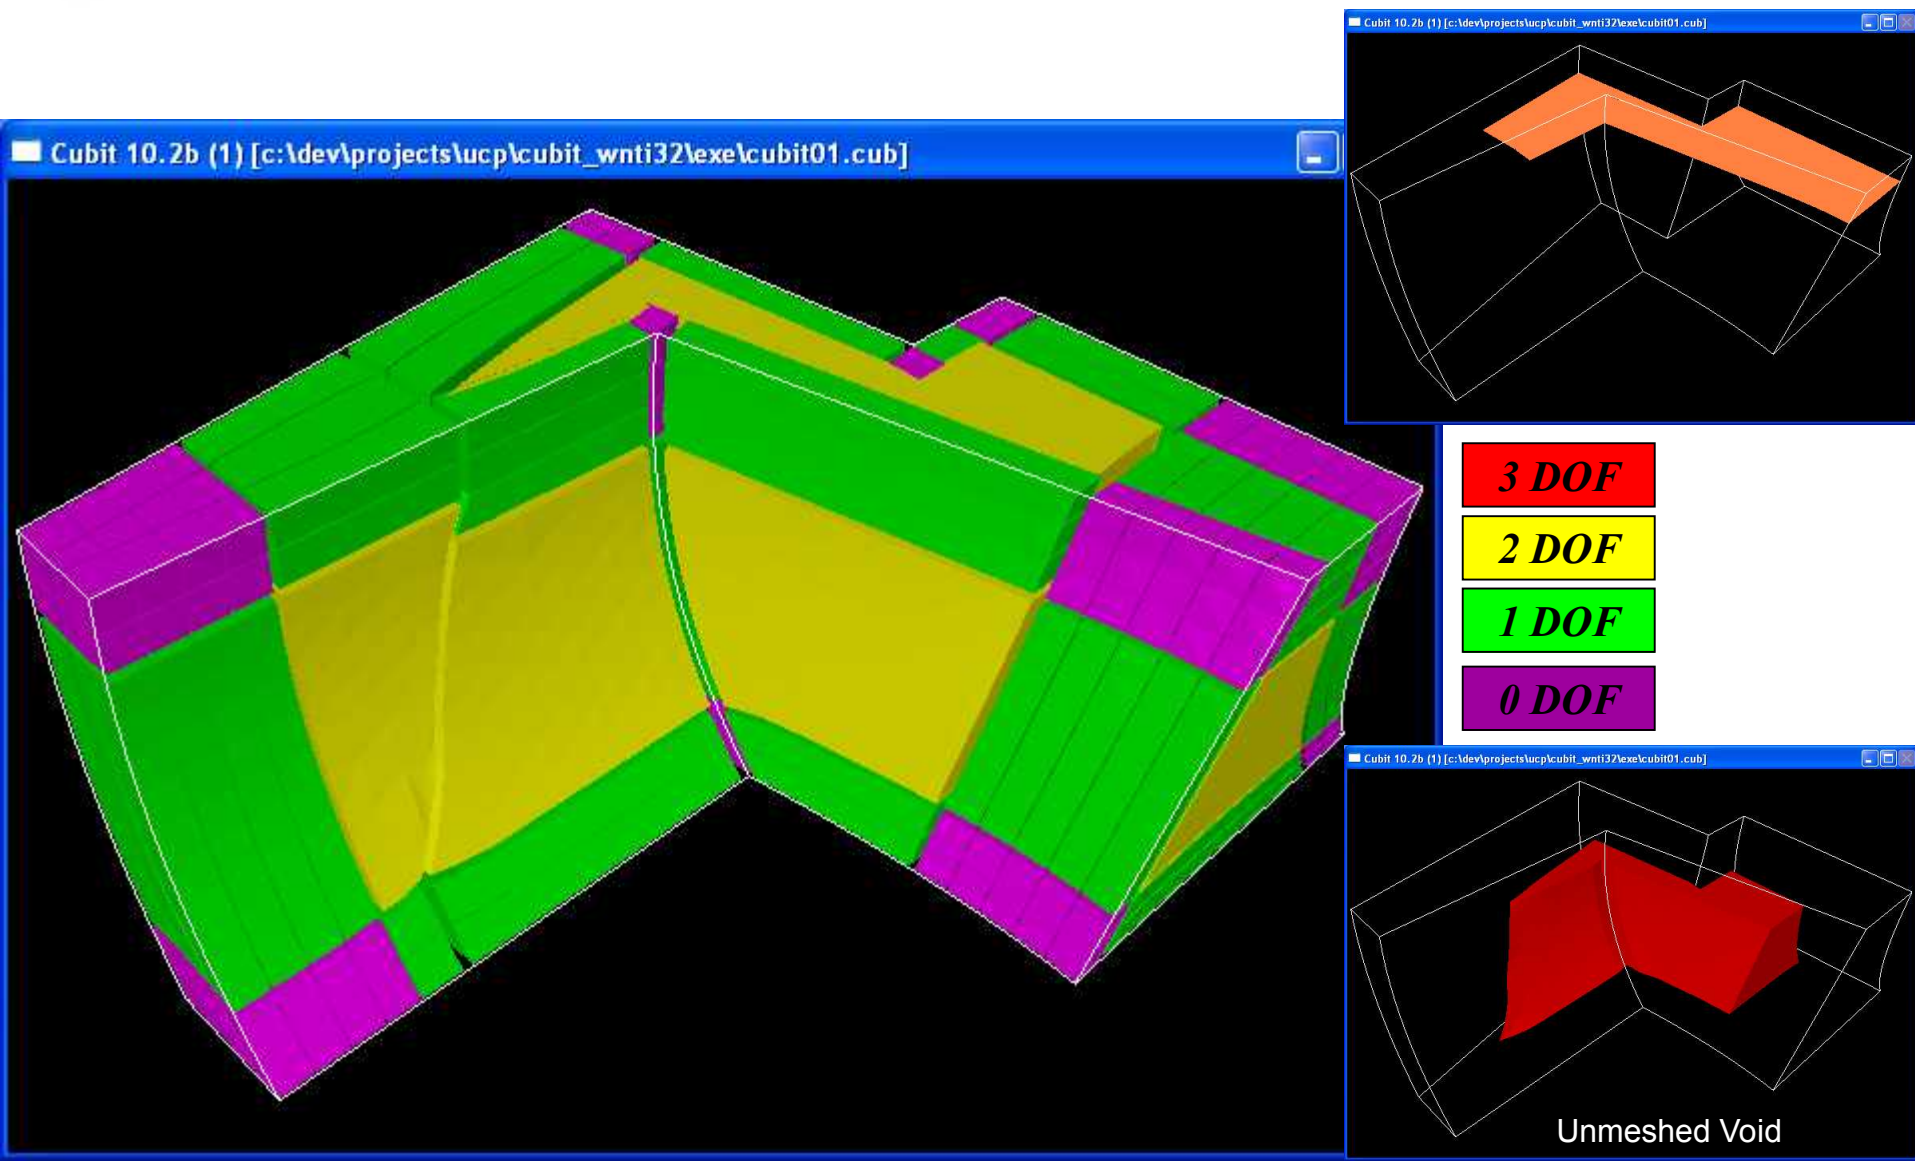 Cubit 10.2b (1) [c:\dev\projects\ucp\cubit_wnti32\exe\cubit01.cub]
Cubit 10.2b (1) [c:\dev\projects\ucp\cubit_wnti32\exe\cubit01.cub]
3 DOF
2 DOF
1 DOF
0 DOF
Cubit 10.2b (1) [c:\dev\projects\ucp\cubit_wnti32\exe\cubit01.cub]
Unmeshed Void